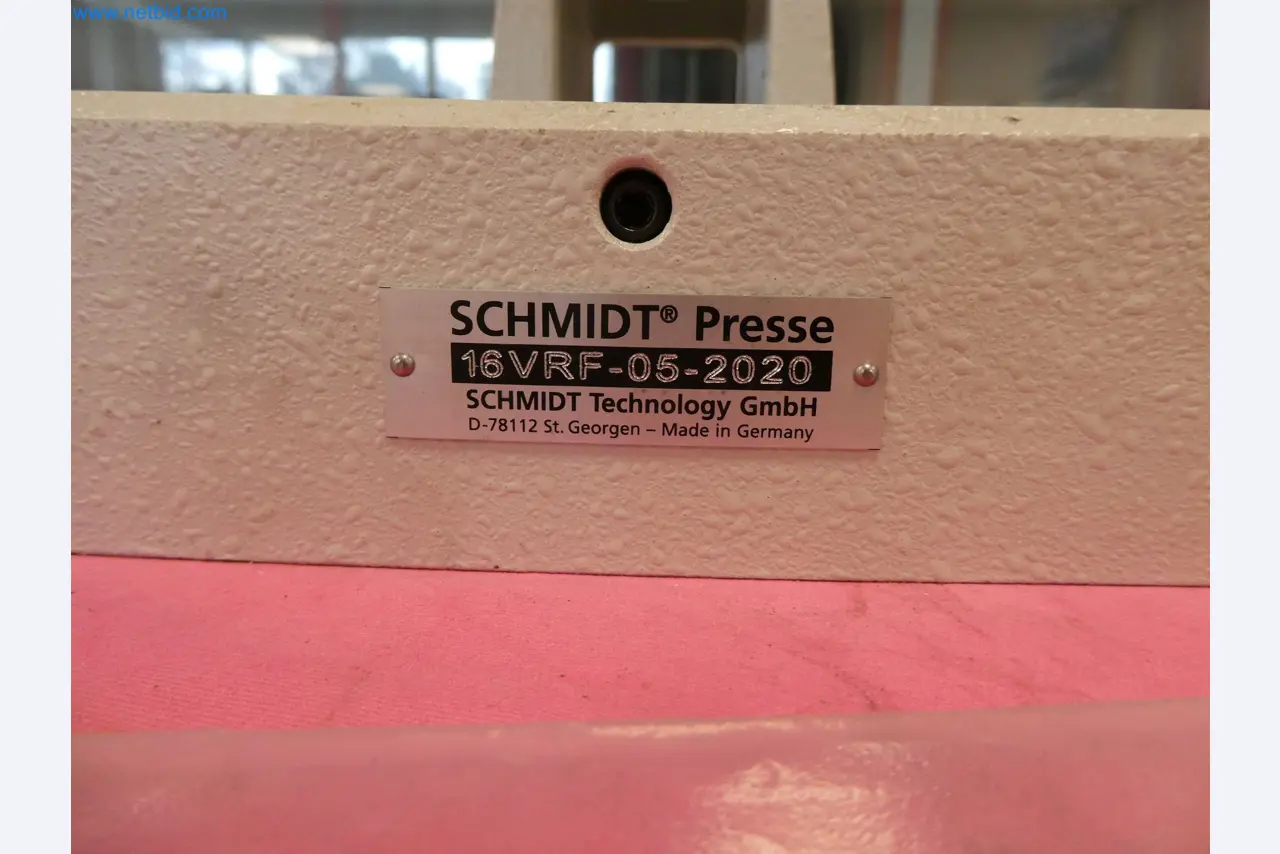 www.netbid.com
SCHMIDT® Presse
16VRF-05-2020
SCHMIDT Technology GmbH
D-78112 St. Georgen – Made in Germany